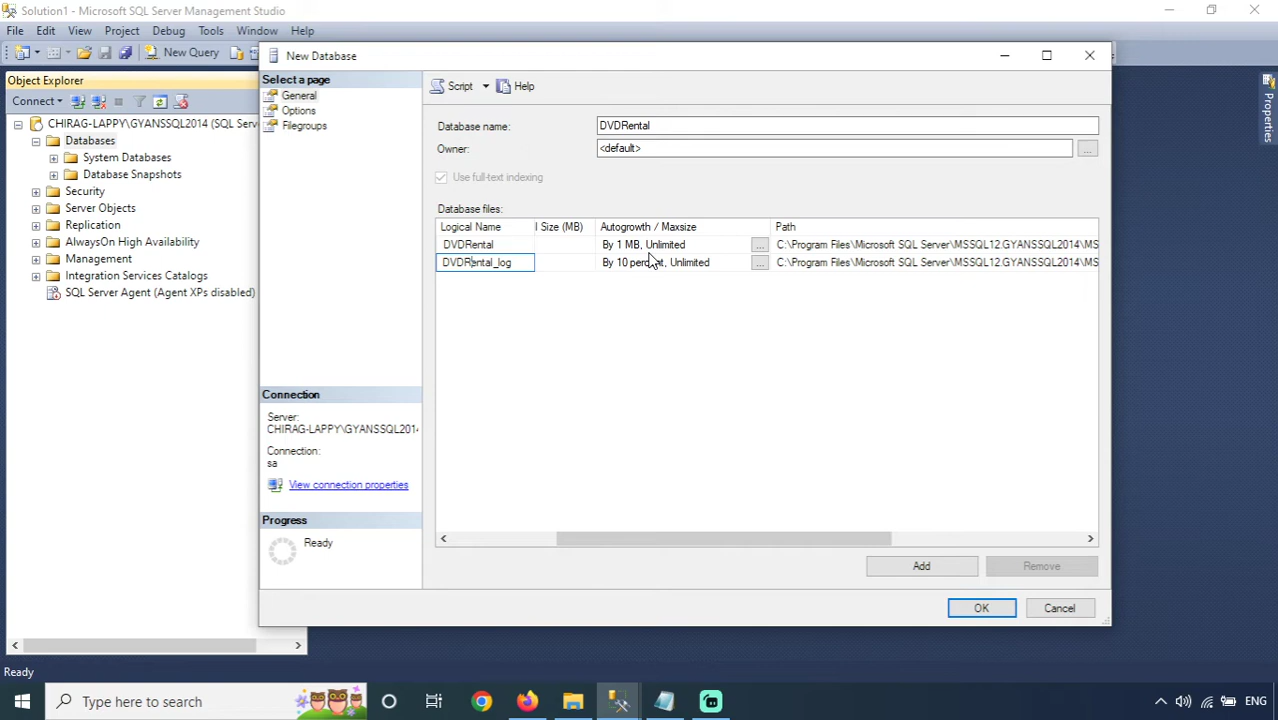 Solution1 - Microsoft SQL Server Management Studio
File Edit View Project Debug Tools Window Help
New Query
Object Explorer
Connect
CHIRAG-LAPPY\GYANSSQL2014 (SQL Serv
Databases
System Databases
Database Snapshots
Security
Server Objects
Replication
AlwaysOn High Availability
Management
Integration Services Catalogs
SQL Server Agent (Agent XPs disabled)
New Database
Select a page
General
Options
Filegroups
Connection
Server:
CHIRAG-LAPPY\GYANSSQL2014
Connection:
sa
View connection properties
Progress
Ready
Script Help
Database name: DVDRental
Owner: <default> ...
Use full-text indexing
Database files:
Logical Name l Size (MB) Autogrowth / Maxsize Path
DVDRental By 1 MB, Unlimited ... C:\Program Files\Microsoft SQL Server\MSSQL12.GYANSSQL2014\MS
DVDRental_log By 10 percent, Unlimited ... C:\Program Files\Microsoft SQL Server\MSSQL12.GYANSSQL2014\MS
Add Remove
OK Cancel
Properties
Ready
Type here to search
ENG